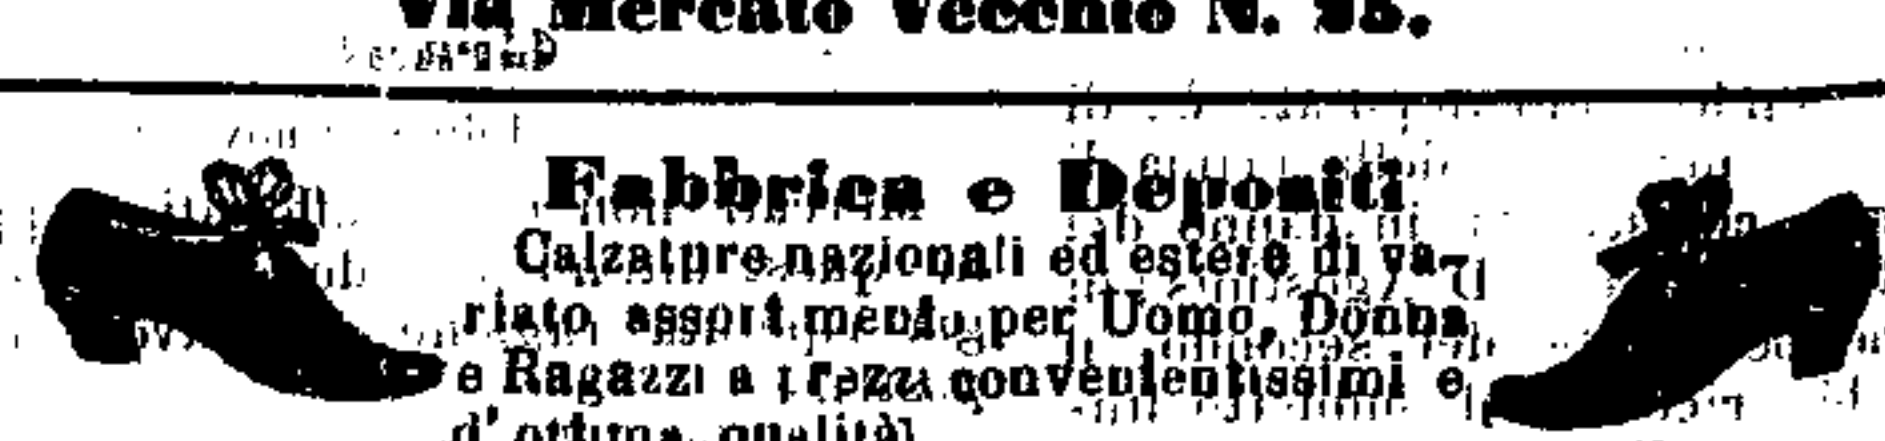 Via Mercato Vecchio N. 25.
Fabbrica e Depositi
Calzature nazionali ed estere di va-
riato assortimento per Uomo, Donna
e Ragazzi a prezzi convenientissimi e
d'ottima qualità